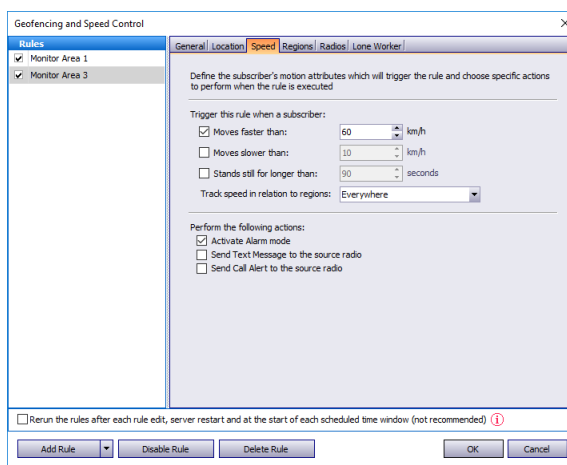 Geofencing and Speed Control
Rules
Monitor Area 1
Monitor Area 3
General Location Speed Regions Radios Lone Worker
Define the subscriber's motion attributes which will trigger the rule and choose specific actions
to perform when the rule is executed
Trigger this rule when a subscriber:
Moves faster than: 60 km/h
Moves slower than: 10 km/h
Stands still for longer than: 90 seconds
Track speed in relation to regions: Everywhere
Perform the following actions:
Activate Alarm mode
Send Text Message to the source radio
Send Call Alert to the source radio
Rerun the rules after each rule edit, server restart and at the start of each scheduled time window (not recommended) i
Add Rule Disable Rule Delete Rule OK Cancel